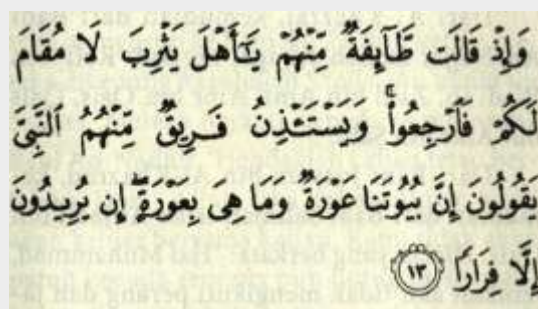 وَإِذْ قَالَت طَّآئِفَةٌ مِّنْهُمْ يَـٰٓأَهْلَ يَثْرِبَ لَا مُقَامَ
لَكُمْ فَٱرْجِعُوا۟ ۚ وَيَسْتَـْٔذِنُ فَرِيقٌ مِّنْهُمُ ٱلنَّبِىَّ
يَقُولُونَ إِنَّ بُيُوتَنَا عَوْرَةٌ وَمَا هِىَ بِعَوْرَةٍ ۖ إِن يُرِيدُونَ
إِلَّا فِرَارًا ١٣